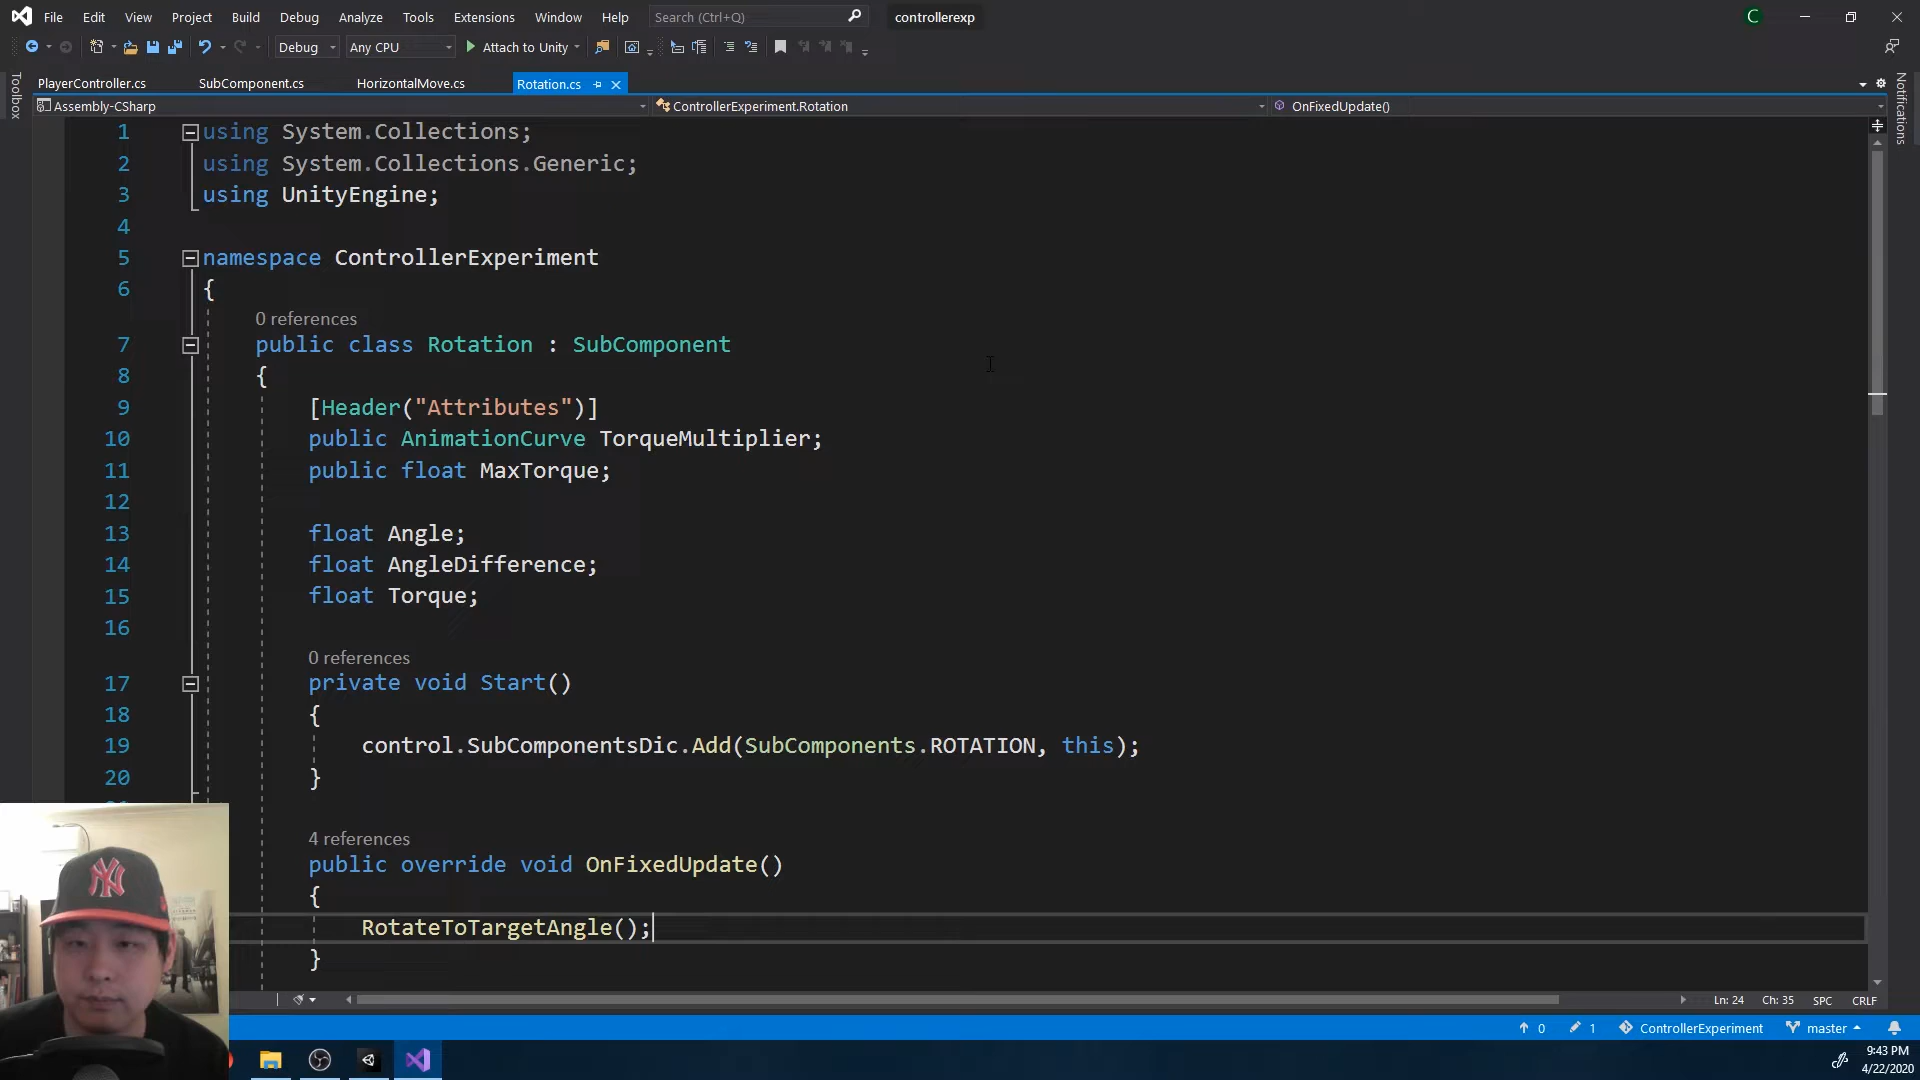 File Edit View Project Build Debug Analyze Tools Extensions Window Help Search (Ctrl+Q) controllerexp C
Debug Any CPU Attach to Unity
PlayerController.cs SubComponent.cs HorizontalMove.cs Rotation.cs
Toolbox
Notifications
Assembly-CSharp ControllerExperiment.Rotation OnFixedUpdate()
1 using System.Collections;
2 using System.Collections.Generic;
3 using UnityEngine;
4
5 namespace ControllerExperiment
6 {
0 references
7 public class Rotation : SubComponent
8 {
9 [Header("Attributes")]
10 public AnimationCurve TorqueMultiplier;
11 public float MaxTorque;
12
13 float Angle;
14 float AngleDifference;
15 float Torque;
16
0 references
17 private void Start()
18 {
19 control.SubComponentsDic.Add(SubComponents.ROTATION, this);
20 }
4 references
public override void OnFixedUpdate()
{
RotateToTargetAngle();
}
Ln: 24 Ch: 35 SPC CRLF
0 1 ControllerExperiment master
9:43 PM
4/22/2020
NY